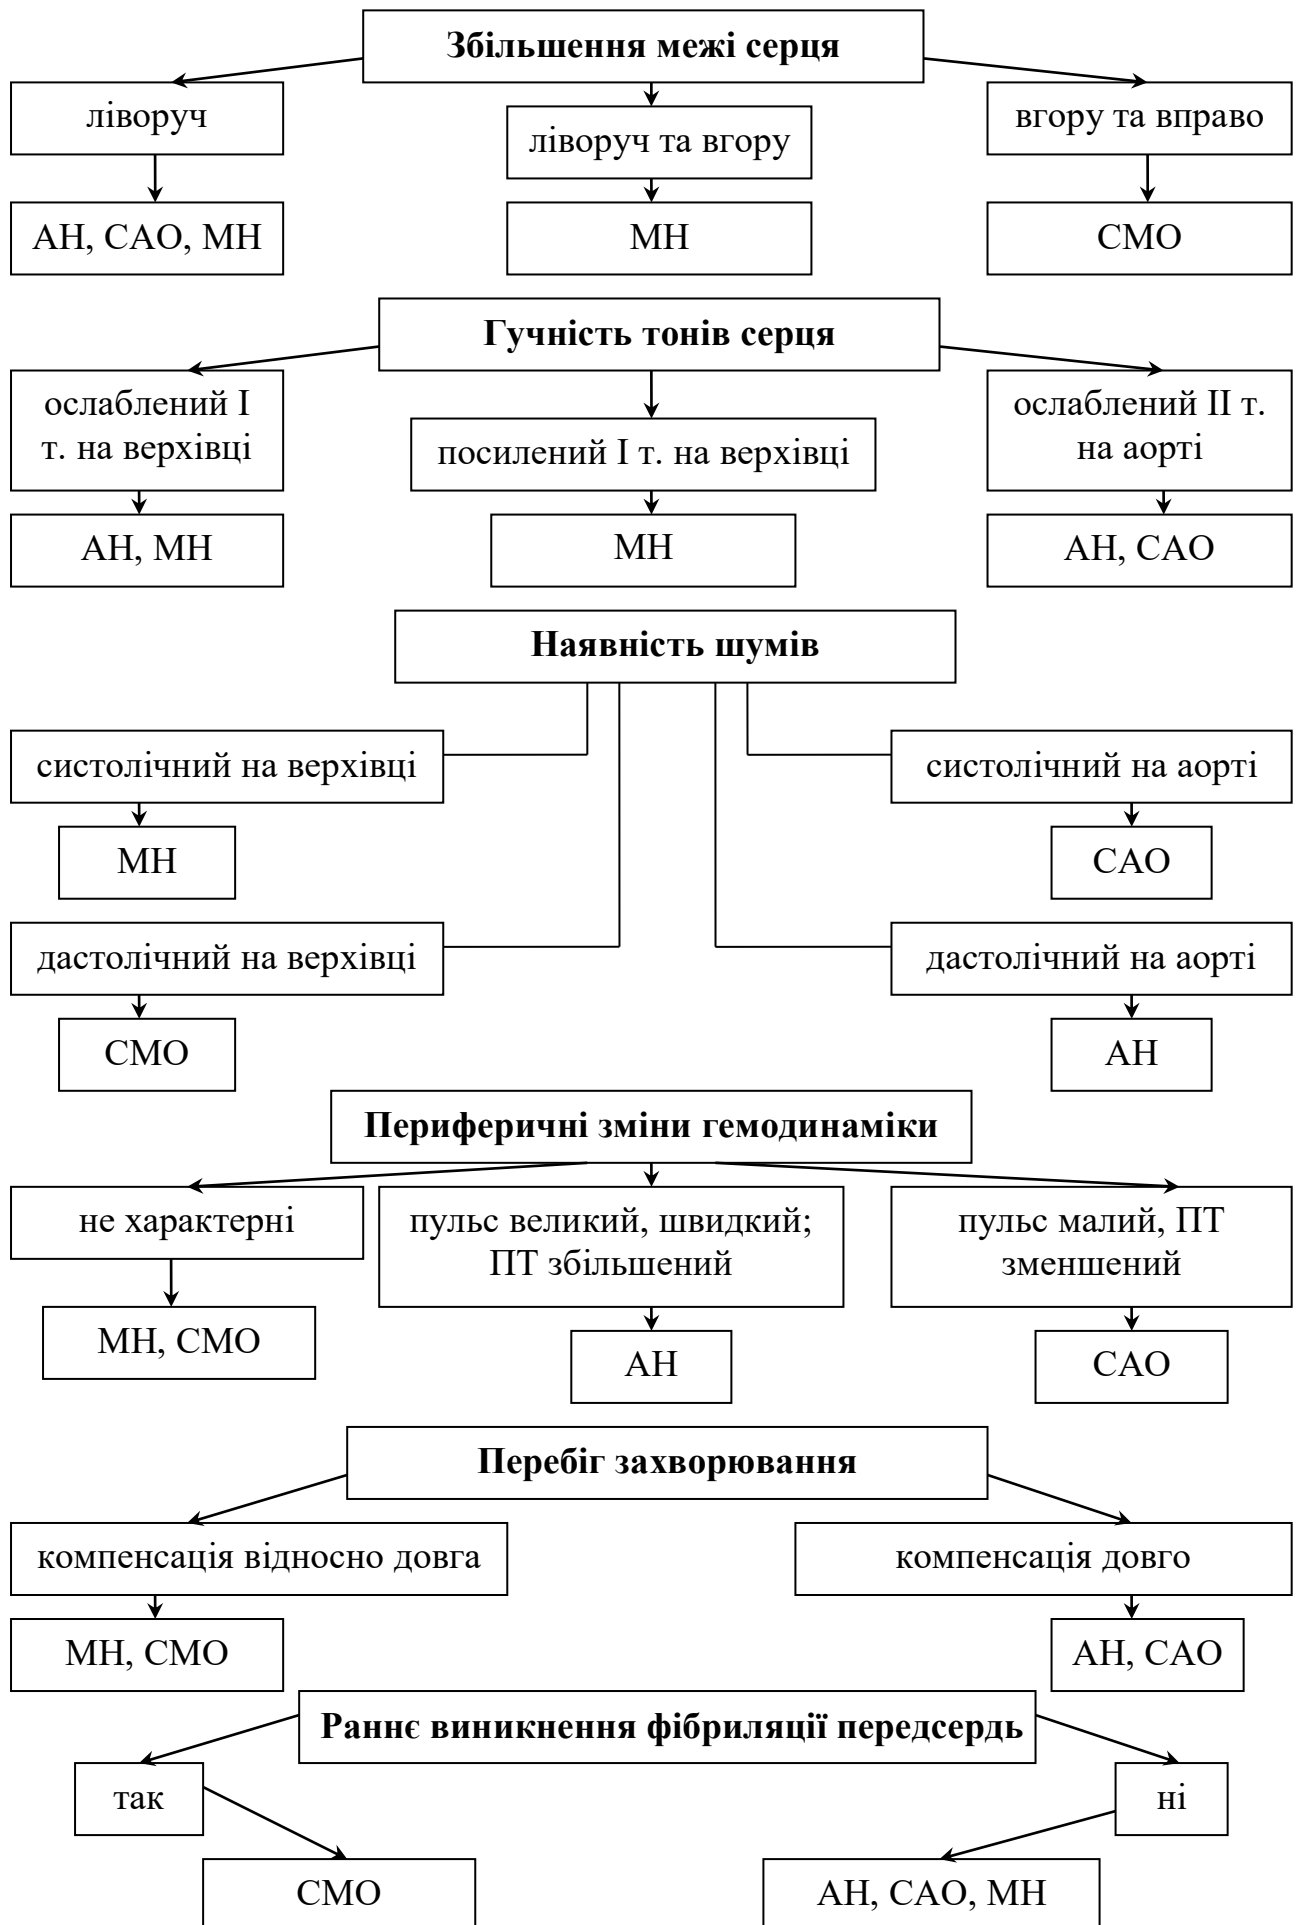 Збільшення межі серця
ліворуч
ліворуч та вгору
вгору та вправо
АН, САО, МН
МН
СМО
Гучність тонів серця
ослаблений І
т. на верхівці
посилений І т. на верхівці
ослаблений ІІ т.
на аорті
АН, МН
МН
АН, САО
Наявність шумів
систолічний на верхівці
систолічний на аорті
МН
САО
дастолічний на верхівці
дастолічний на аорті
СМО
АН
Периферичні зміни гемодинаміки
не характерні
пульс великий, швидкий;
ПТ збільшений
пульс малий, ПТ
зменшений
МН, СМО
АН
САО
Перебіг захворювання
компенсація відносно довга
компенсація довго
МН, СМО
АН, САО
Раннє виникнення фібриляції передсердь
так
ні
СМО
АН, САО, МН